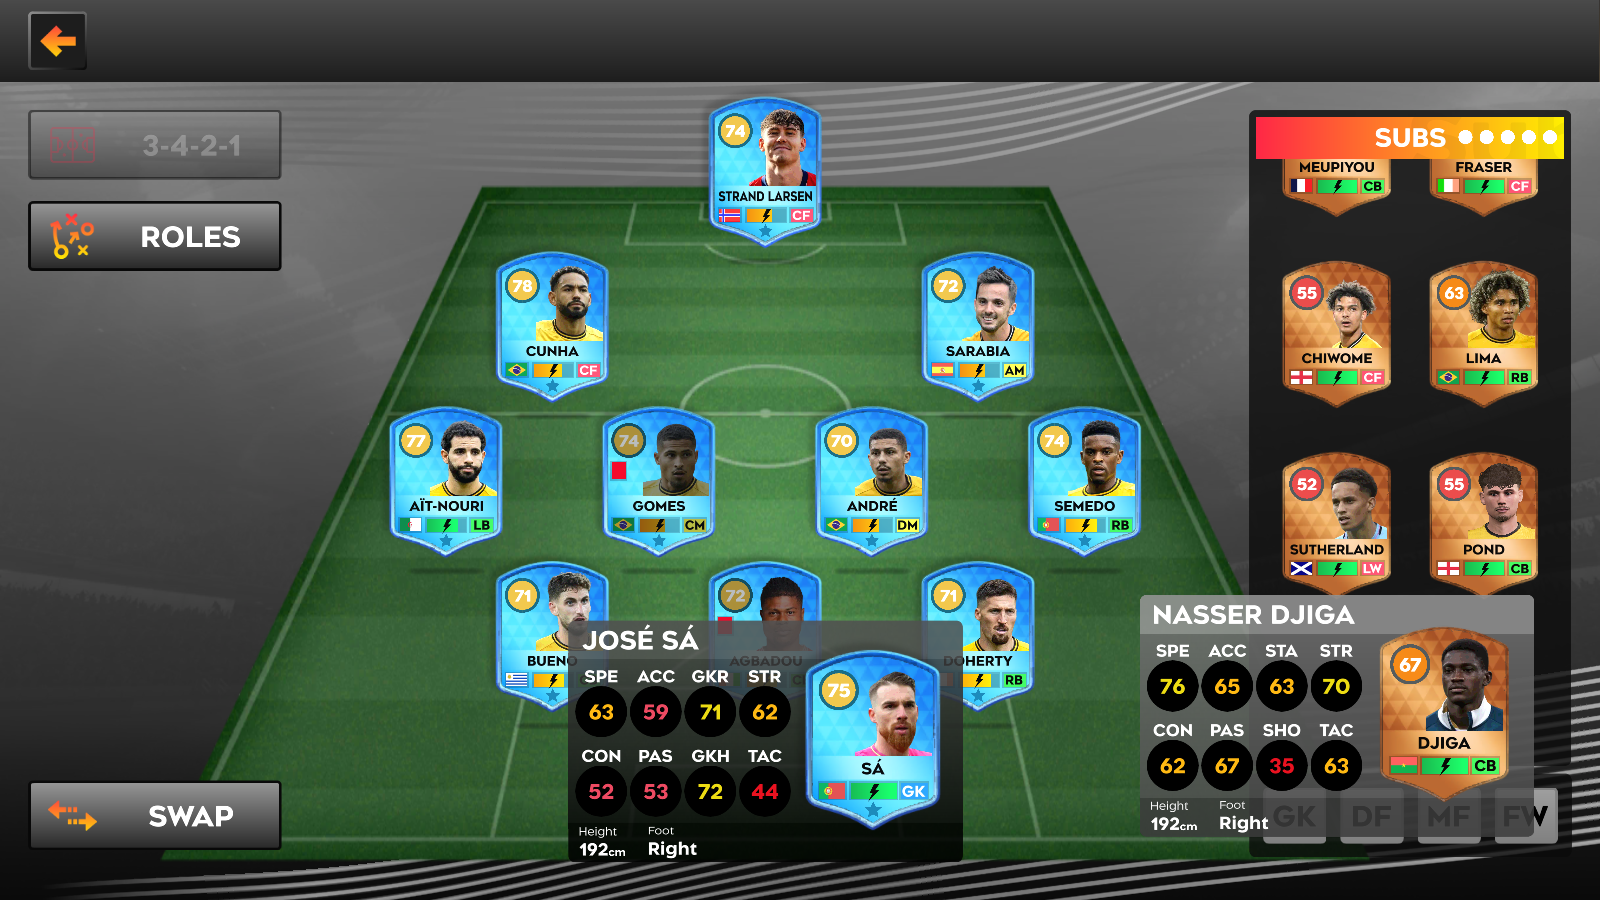 3-4-2-1
ROLES
SWAP
74
STRAND LARSEN
CF
78
CUNHA
CF
72
SARABIA
AM
77
AÏT-NOURI
LB
74
GOMES
CM
70
ANDRÉ
DM
74
SEMEDO
RB
71
BUENO
72
AGBADOU
71
DOHERTY
RB
JOSÉ SÁ
SPE ACC GKR STR
63 59 71 62
CON PAS GKH TAC
52 53 72 44
Height Foot
192cm Right
75
SÁ
GK
SUBS
MEUPIYOU
CB
FRASER
CF
55
CHIWOME
CF
63
LIMA
RB
52
SUTHERLAND
LW
55
POND
CB
NASSER DJIGA
SPE ACC STA STR
76 65 63 70
CON PAS SHO TAC
62 67 35 63
Height Foot
192cm Right
67
DJIGA
CB
GK DF MF FW